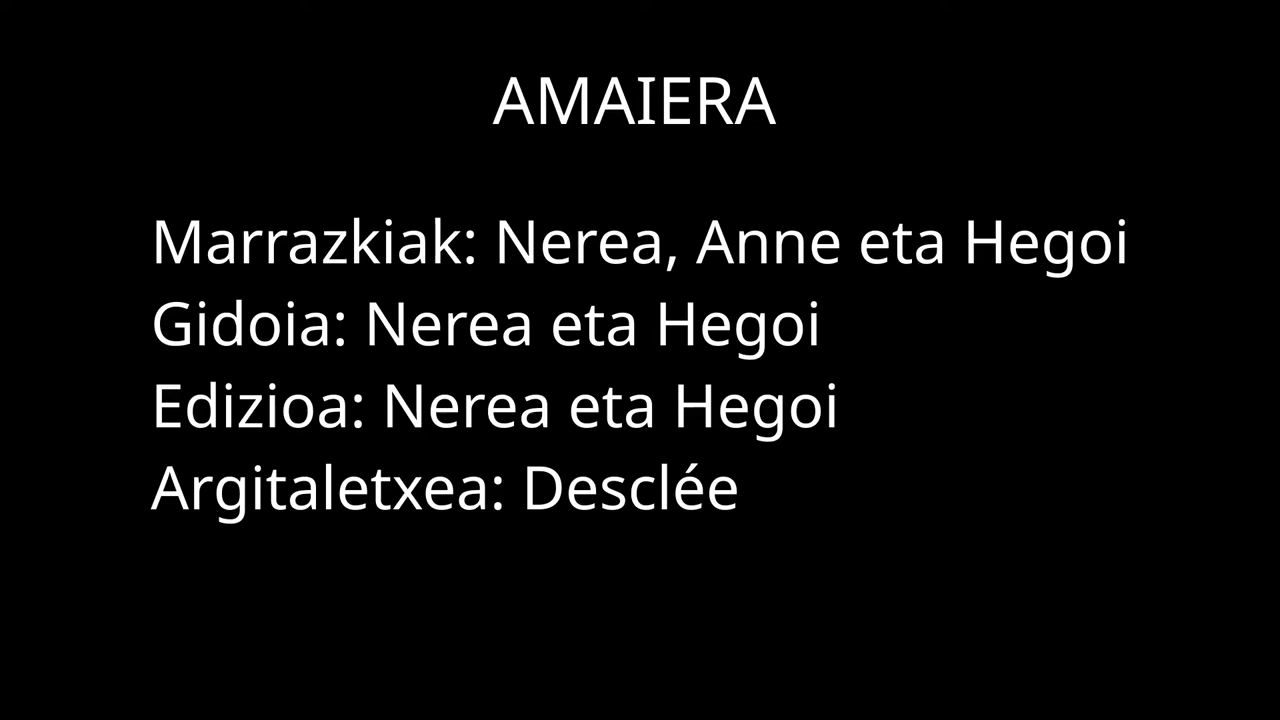 AMAIERA
Marrazkiak: Nerea, Anne eta Hegoi
Gidoia: Nerea eta Hegoi
Edizioa: Nerea eta Hegoi
Argitaletxea: Desclée